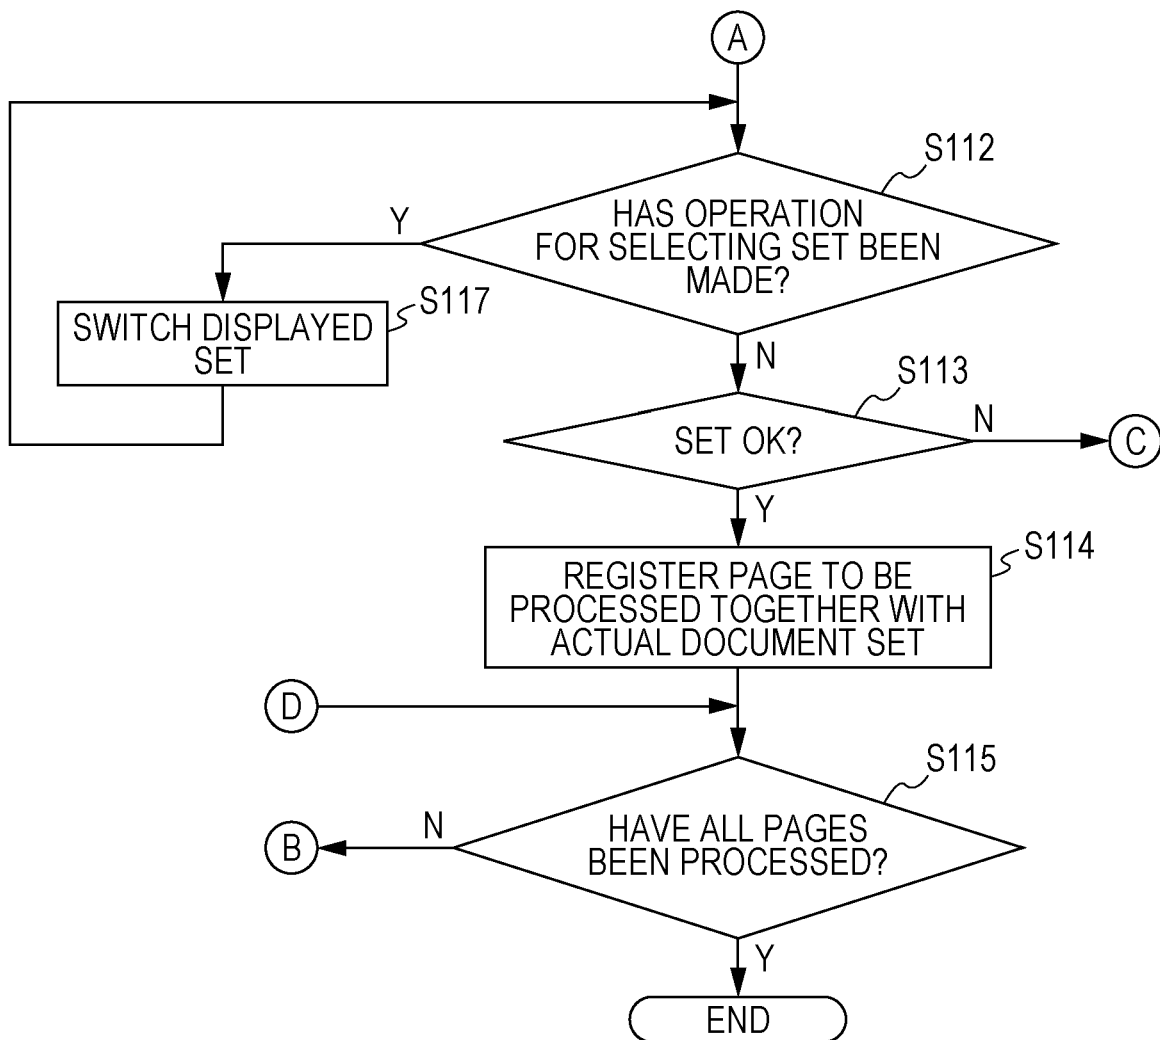 A
S112
HAS OPERATION
FOR SELECTING SET BEEN
MADE?
Y
S117
SWITCH DISPLAYED
SET
N
S113
SET OK?
N
C
Y
S114
REGISTER PAGE TO BE
PROCESSED TOGETHER WITH
ACTUAL DOCUMENT SET
D
S115
HAVE ALL PAGES
BEEN PROCESSED?
N
B
Y
END